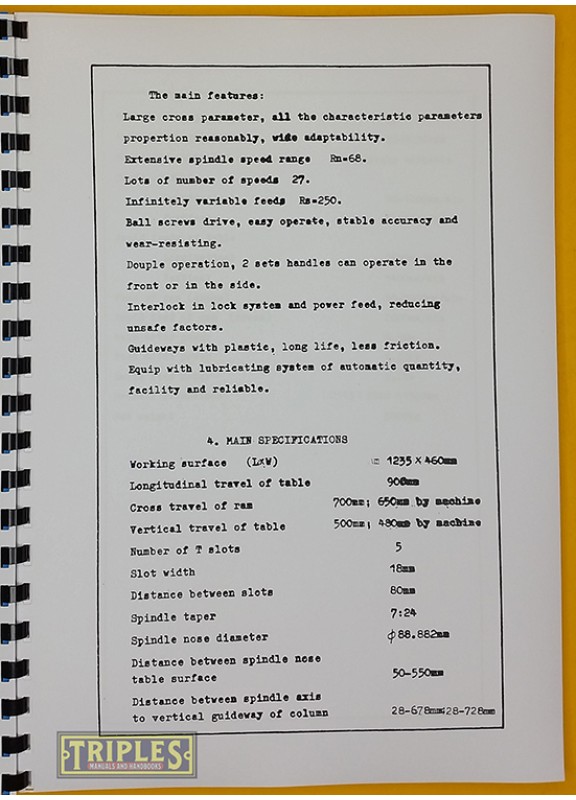 The main features:
Large cross parameter, all the characteristic parameters
propertion reasonably, wide adaptability.
Extensive spindle speed range Rn=68.
Lots of number of speeds 27.
Infinitely variable feeds Rs=250.
Ball screws drive, easy operate, stable accuracy and
wear-resisting.
Douple operation, 2 sets handles can operate in the
front or in the side.
Interlock in lock system and power feed, reducing
unsafe factors.
Guideways with plastic, long life, less friction.
Equip with lubricating system of automatic quantity,
facility and reliable.
4. MAIN SPECIFICATIONS
Working surface (L×W) = 1235 × 460mm
Longitudinal travel of table 900mm
Cross travel of ram 700mm; 650mm by machine
Vertical travel of table 500mm; 480mm by machine
Number of T slots 5
Slot width 18mm
Distance between slots 80mm
Spindle taper 7:24
Spindle nose diameter ϕ88.882mm
Distance between spindle nose
table surface 50-550mm
Distance between spindle axis
to vertical guideway of column 28-678mm;28-728mm
TRIPLES
MANUALS AND HANDBOOKS